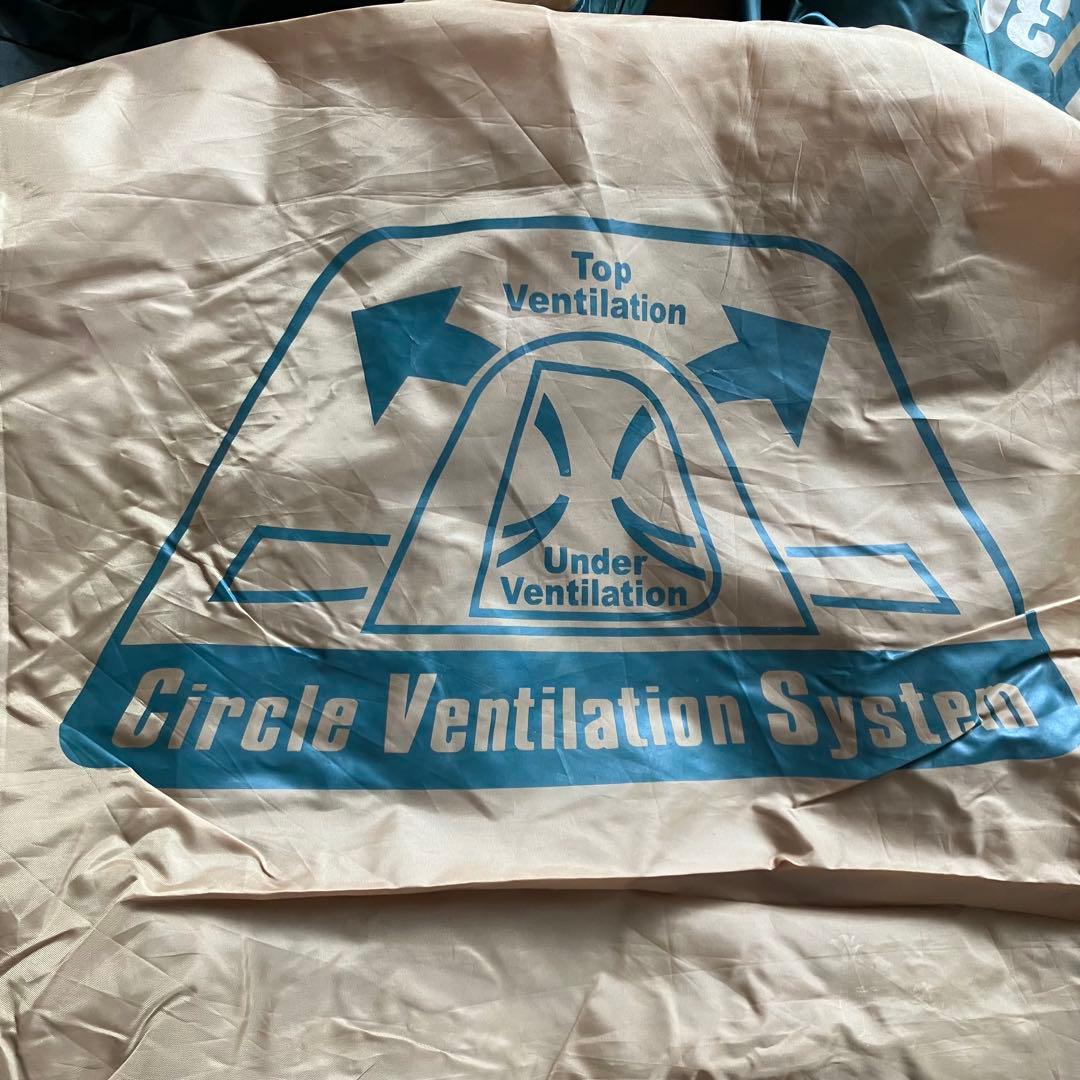 Top
Ventilation
Under
Ventilation
Circle Ventilation System